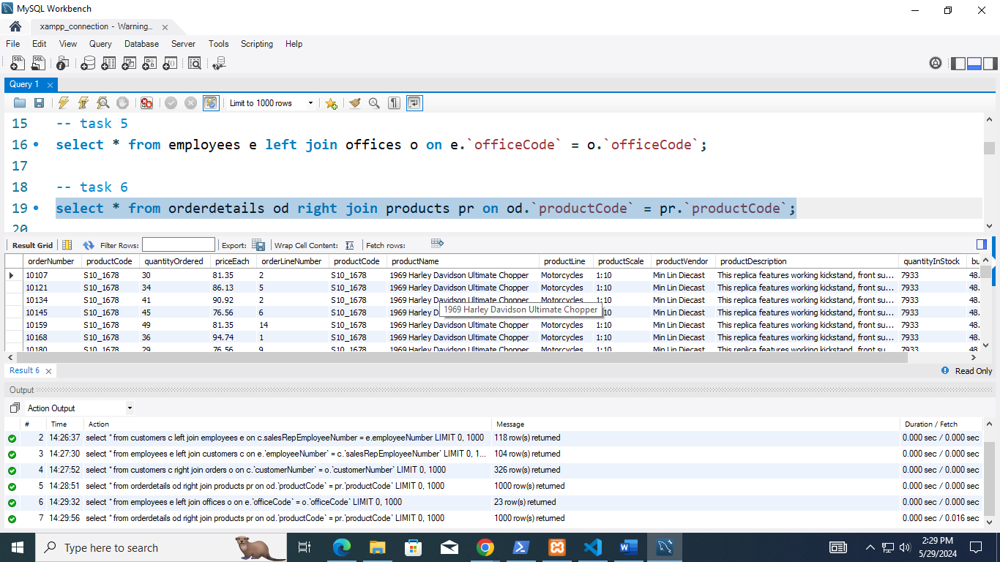 MySQL Workbench
xampp_connection - Warning...
File Edit View Query Database Server Tools Scripting Help
Query 1
Limit to 1000 rows
15 -- task 5
16 select * from employees e left join offices o on e.`officeCode` = o.`officeCode`;
17
18 -- task 6
19 select * from orderdetails od right join products pr on od.`productCode` = pr.`productCode`;
20
Result Grid Filter Rows: Export: Wrap Cell Content: Fetch rows:
orderNumber productCode quantityOrdered priceEach orderLineNumber productCode productName productLine productScale productVendor productDescription quantityInStock bu
10107 S10_1678 30 81.35 2 S10_1678 1969 Harley Davidson Ultimate Chopper Motorcycles 1:10 Min Lin Diecast This replica features working kickstand, front su... 7933 48.
10121 S10_1678 34 86.13 5 S10_1678 1969 Harley Davidson Ultimate Chopper Motorcycles 1:10 Min Lin Diecast This replica features working kickstand, front su... 7933 48.
10134 S10_1678 41 90.92 2 S10_1678 1969 Harley Davidson Ultimate Chopper Motorcycles 1:10 Min Lin Diecast This replica features working kickstand, front su... 7933 48.
1969 Harley Davidson Ultimate Chopper
10145 S10_1678 45 76.56 6 S10_1678 1969 Harley D :10 Min Lin Diecast This replica features working kickstand, front su... 7933 48.
10159 S10_1678 49 81.35 14 S10_1678 1969 Harley Davidson Ultimate Chopper Motorcycles 1:10 Min Lin Diecast This replica features working kickstand, front su... 7933 48.
10168 S10_1678 36 94.74 1 S10_1678 1969 Harley Davidson Ultimate Chopper Motorcycles 1:10 Min Lin Diecast This replica features working kickstand, front su... 7933 48.
10180 S10_1678 29 76.56 9 S10_1678 1969 Harley Davidson Ultimate Chopper Motorcycles 1:10 Min Lin Diecast This replica features working kickstand, front su... 7933 48.
Result 6 Read Only
Output
Action Output
# Time Action Message Duration / Fetch
2 14:26:37 select * from customers c left join employees e on c.salesRepEmployeeNumber = e.employeeNumber LIMIT 0, 1000 118 row(s) returned 0.000 sec / 0.000 sec
3 14:27:30 select * from employees e left join customers c on e.`employeeNumber` = c.`salesRepEmployeeNumber` LIMIT 0, 1... 104 row(s) returned 0.000 sec / 0.000 sec
4 14:27:52 select * from customers c right join orders o on c.`customerNumber` = o.`customerNumber` LIMIT 0, 1000 326 row(s) returned 0.000 sec / 0.000 sec
5 14:28:51 select * from orderdetails od right join products pr on od.`productCode` = pr.`productCode` LIMIT 0, 1000 1000 row(s) returned 0.000 sec / 0.000 sec
6 14:29:32 select * from employees e left join offices o on e.`officeCode` = o.`officeCode` LIMIT 0, 1000 23 row(s) returned 0.000 sec / 0.000 sec
7 14:29:56 select * from orderdetails od right join products pr on od.`productCode` = pr.`productCode` LIMIT 0, 1000 1000 row(s) returned 0.000 sec / 0.016 sec
Type here to search
2:29 PM
5/29/2024